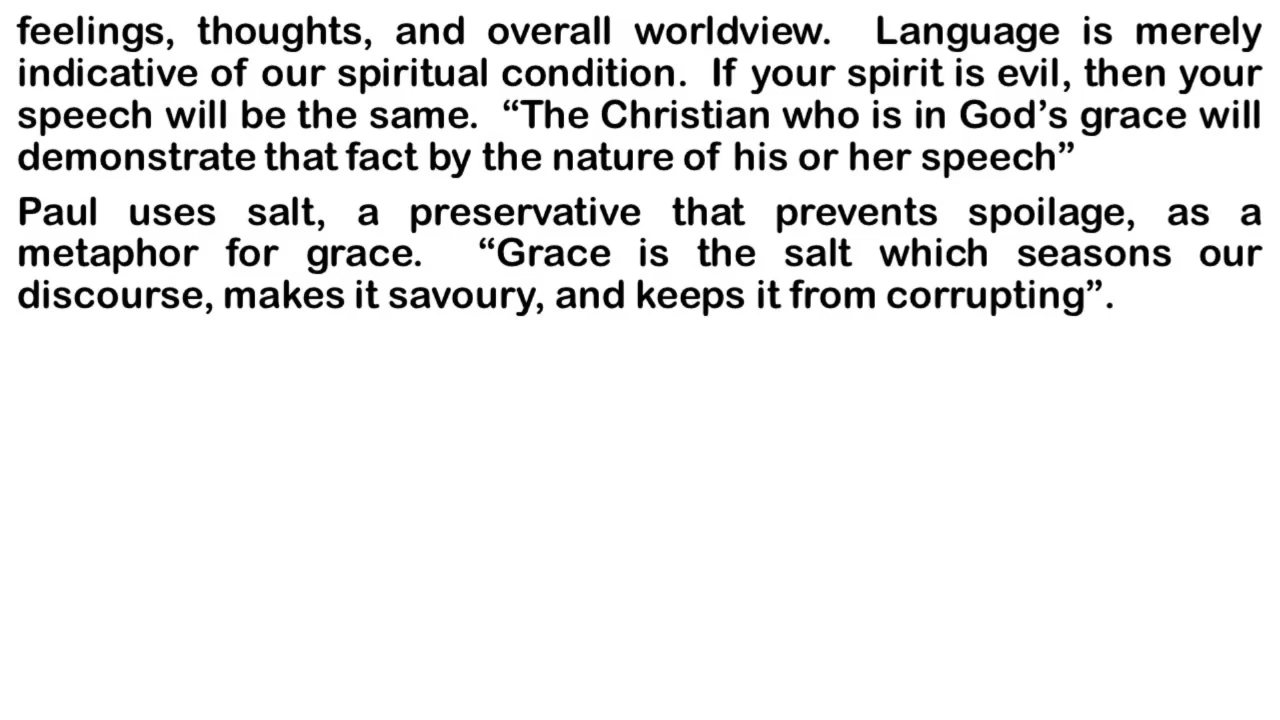 feelings, thoughts, and overall worldview. Language is merely
indicative of our spiritual condition. If your spirit is evil, then your
speech will be the same. “The Christian who is in God’s grace will
demonstrate that fact by the nature of his or her speech”
Paul uses salt, a preservative that prevents spoilage, as a
metaphor for grace. “Grace is the salt which seasons our
discourse, makes it savoury, and keeps it from corrupting”.